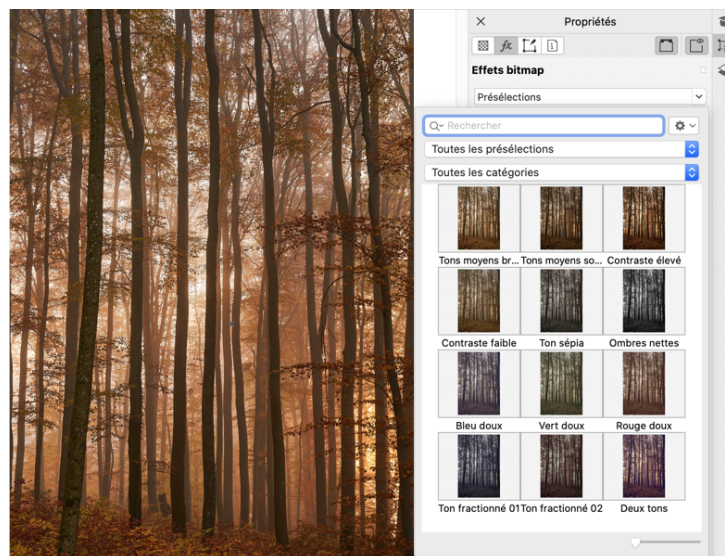 Propriétés
fx
Effets bitmap
Présélections
Rechercher
Toutes les présélections
Toutes les catégories
Tons moyens br... Tons moyens so... Contraste élevé
Contraste faible Ton sépia Ombres nettes
Bleu doux Vert doux Rouge doux
Ton fractionné 01 Ton fractionné 02 Deux tons